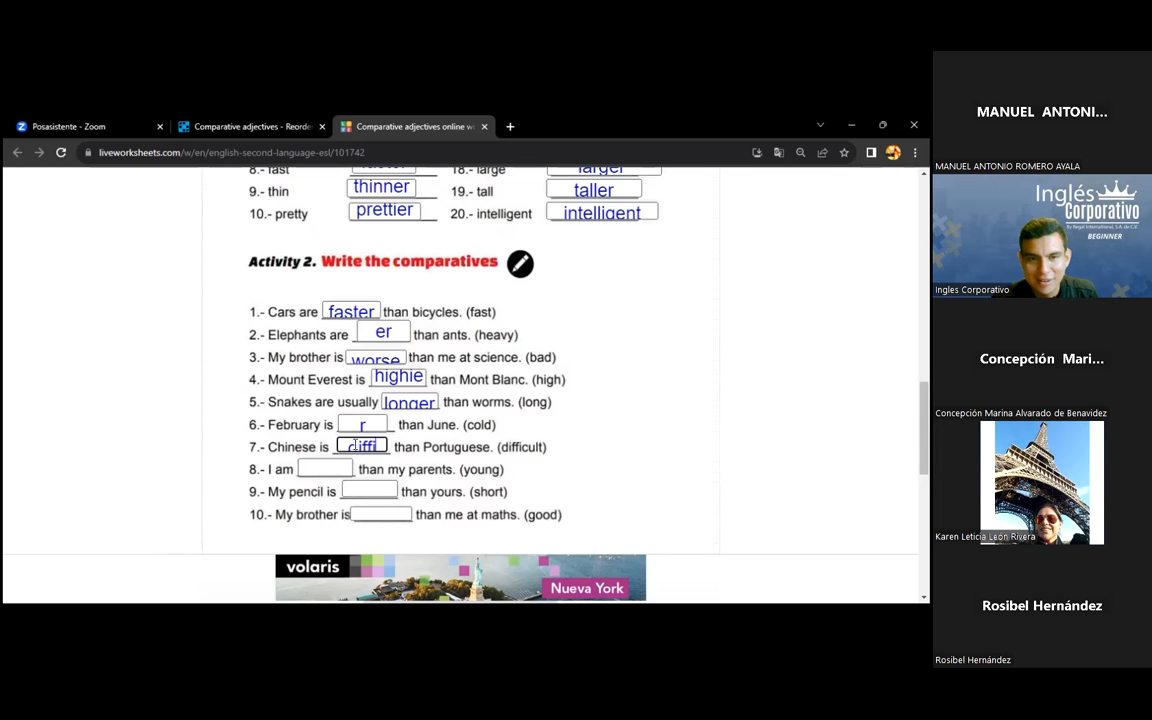 Posasistente - Zoom
Comparative adjectives - Reorde
Comparative adjectives online w
liveworksheets.com/w/en/english-second-language-esl/101742
8.- fast 18.- large larger
9.- thin thinner 19.- tall taller
10.- pretty prettier 20.- intelligent intelligent
Activity 2. Write the comparatives
1.- Cars are faster than bicycles. (fast)
2.- Elephants are er than ants. (heavy)
3.- My brother is worse than me at science. (bad)
4.- Mount Everest is highie than Mont Blanc. (high)
5.- Snakes are usually longer than worms. (long)
6.- February is r than June. (cold)
7.- Chinese is diffi than Portuguese. (difficult)
8.- I am than my parents. (young)
9.- My pencil is than yours. (short)
10.- My brother is than me at maths. (good)
volaris
Nueva York
MANUEL ANTONI...
MANUEL ANTONIO ROMERO AYALA
Inglés
Corporativo
By Regal International, S.A. de C.V.
BEGINNER
Ingles Corporativo
Concepción Mari...
Concepción Marina Alvarado de Benavidez
Karen Leticia León Rivera
Rosibel Hernández
Rosibel Hernández